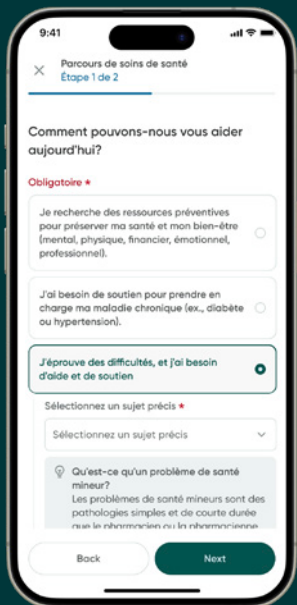 9:41
Parcours de soins de santé
Étape 1 de 2
Comment pouvons-nous vous aider
aujourd'hui?
Obligatoire *
Je recherche des ressources préventives
pour préserver ma santé et mon bien-être
(mental, physique, financier, émotionnel,
professionnel).
J'ai besoin de soutien pour prendre en
charge ma maladie chronique (ex., diabète
ou hypertension).
J'éprouve des difficultés, et j'ai besoin
d'aide et de soutien
Sélectionnez un sujet précis *
Sélectionnez un sujet précis
Qu'est-ce qu'un problème de santé
mineur?
Les problèmes de santé mineurs sont des
pathologies simples et de courte durée
que le pharmacien ou la pharmacienne
Back
Next